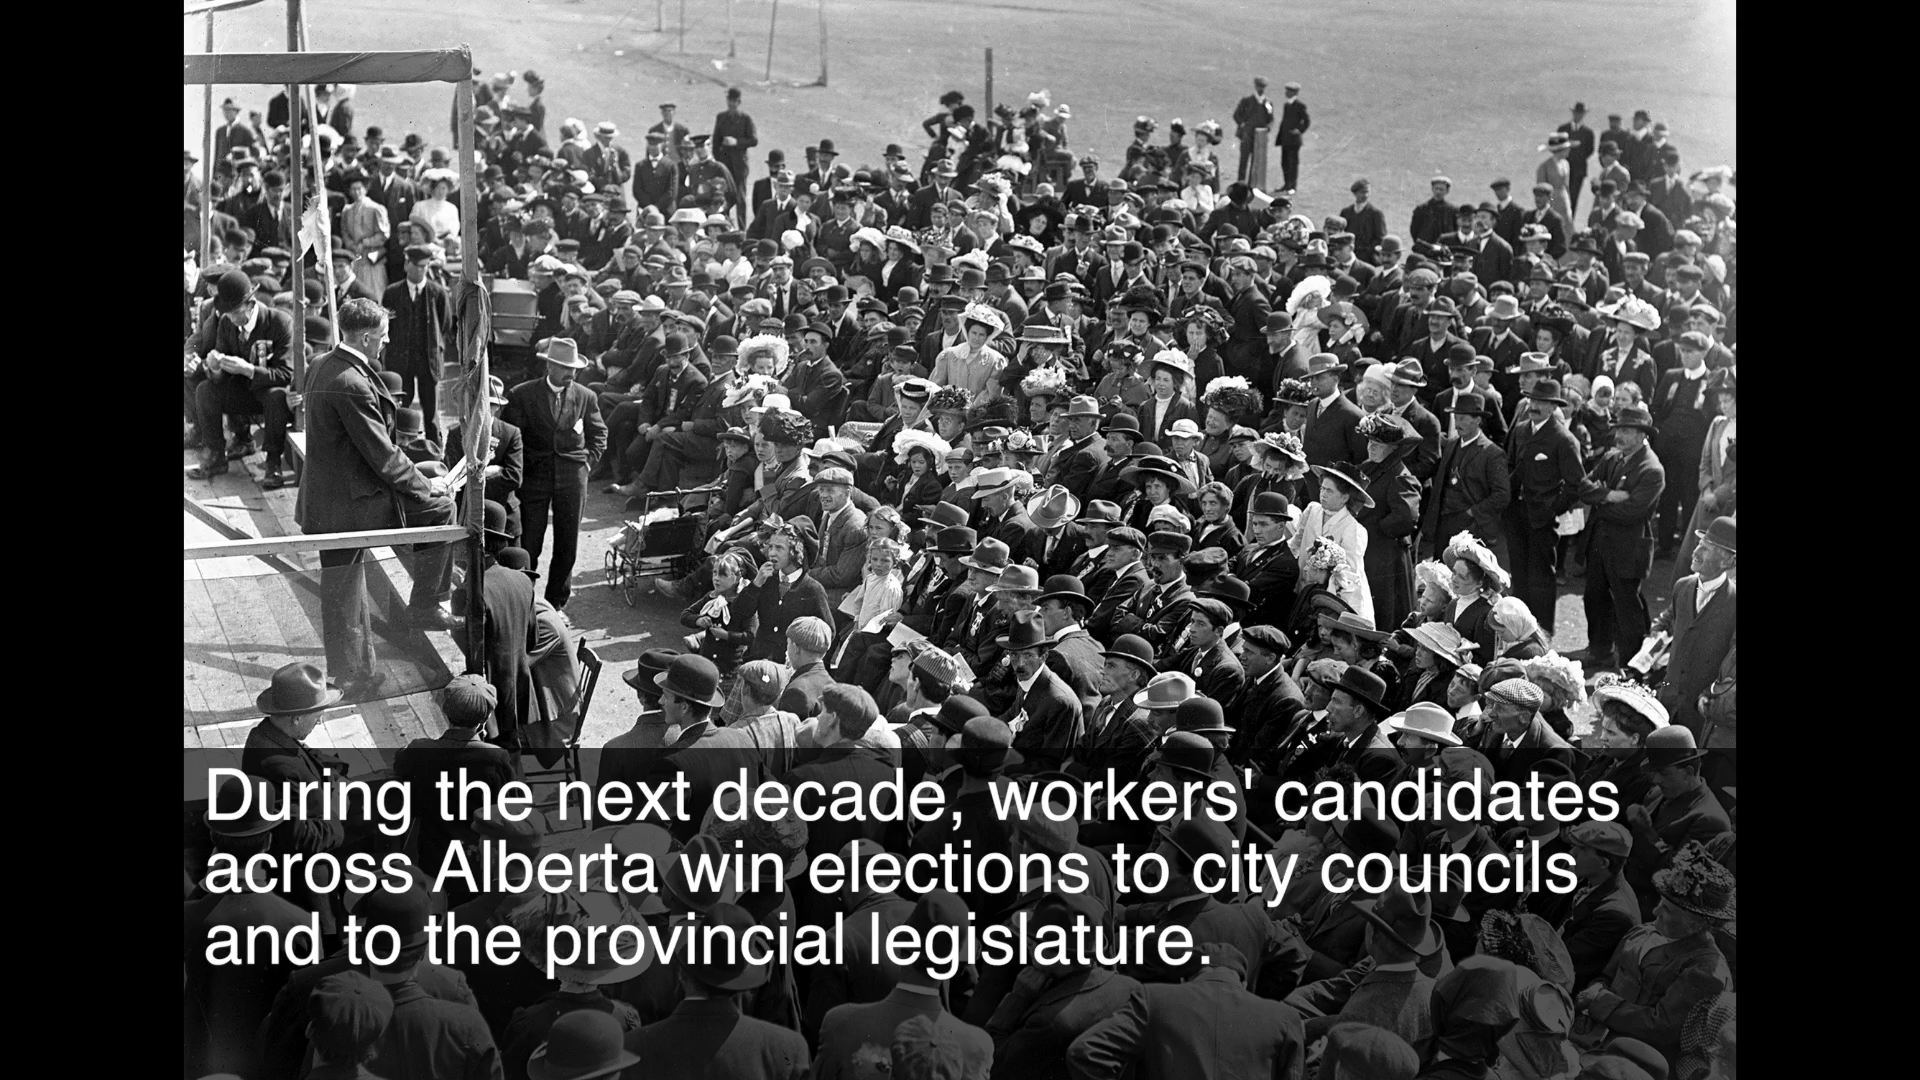 During the next decade, workers' candidates
across Alberta win elections to city councils
and to the provincial legislature.